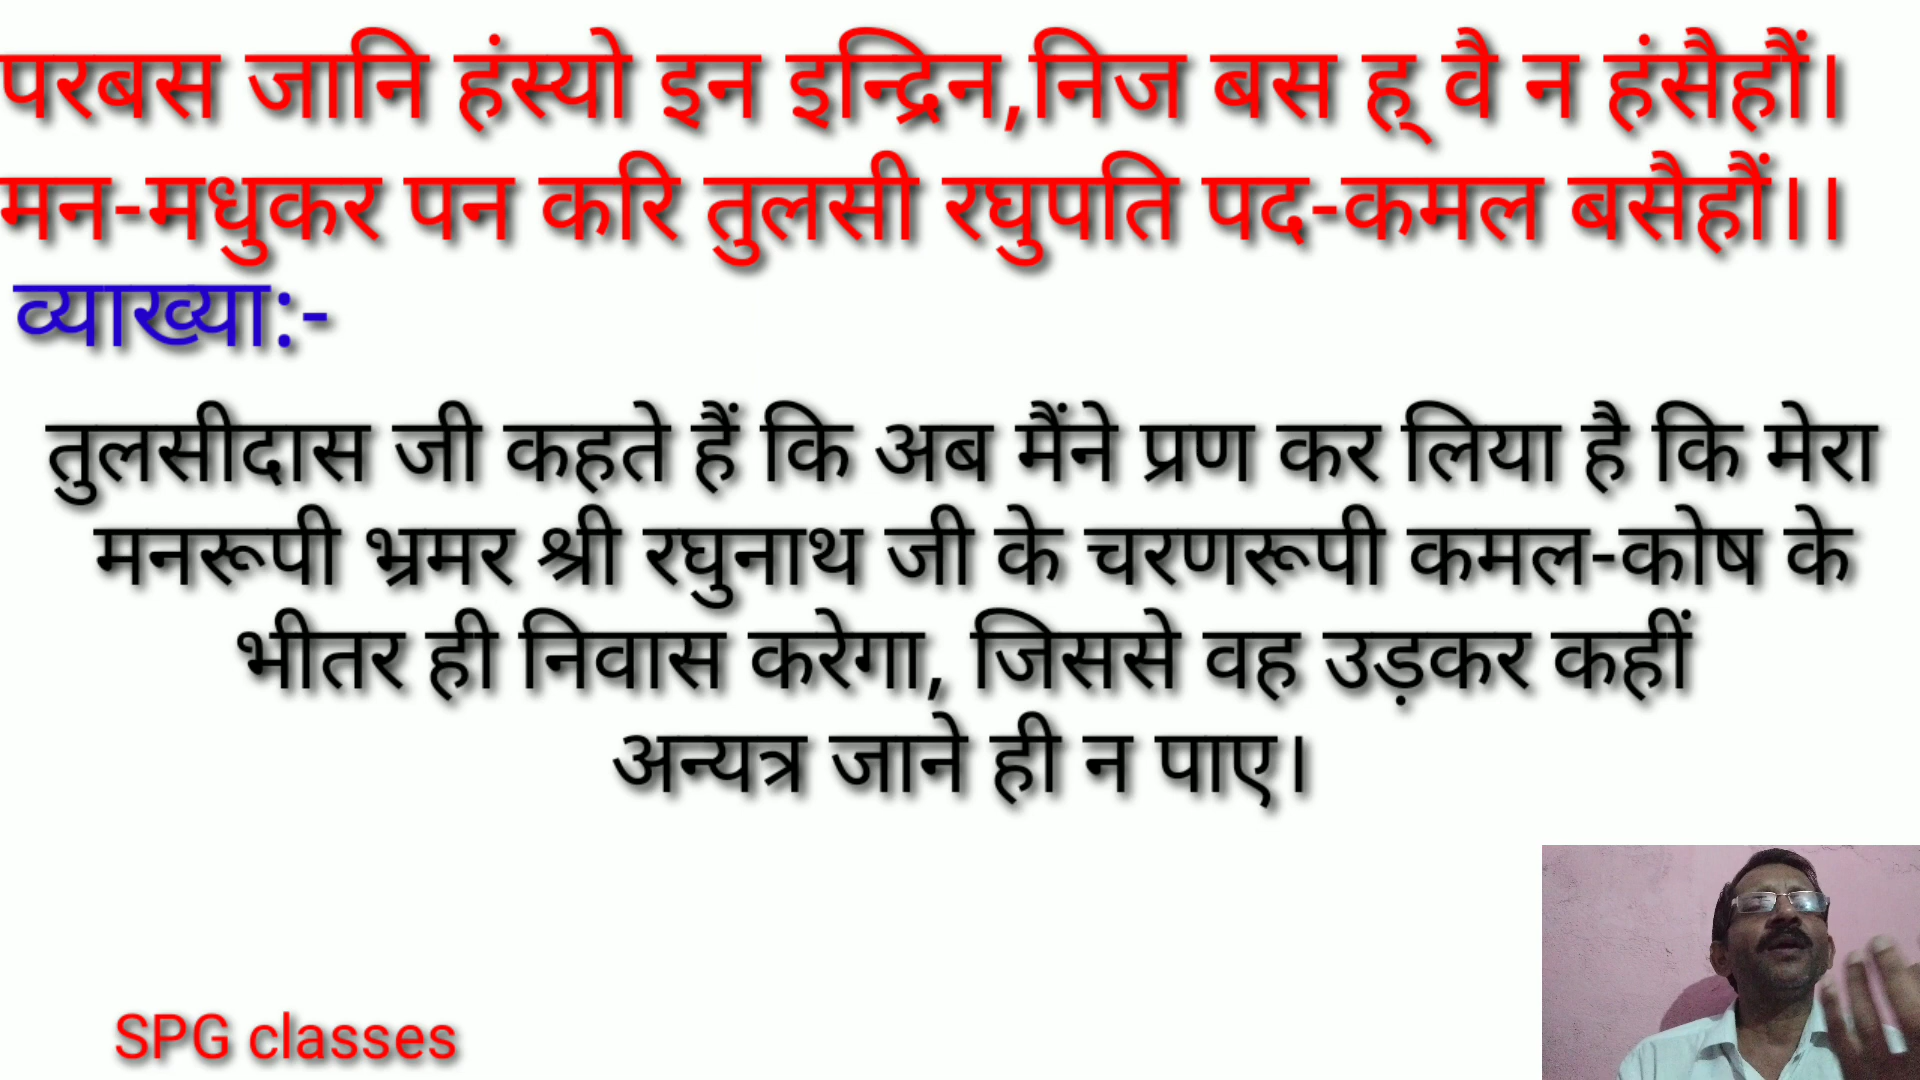 परबस जानि हंस्यो इन इन्द्रिन,निज बस ह् वै न हंसैहौं।
मन-मधुकर पन करि तुलसी रघुपति पद-कमल बसैहौं।।
व्याख्या:-
तुलसीदास जी कहते हैं कि अब मैंने प्रण कर लिया है कि मेरा
मनरूपी भ्रमर श्री रघुनाथ जी के चरणरूपी कमल-कोष के
भीतर ही निवास करेगा, जिससे वह उड़कर कहीं
अन्यत्र जाने ही न पाए।
SPG classes